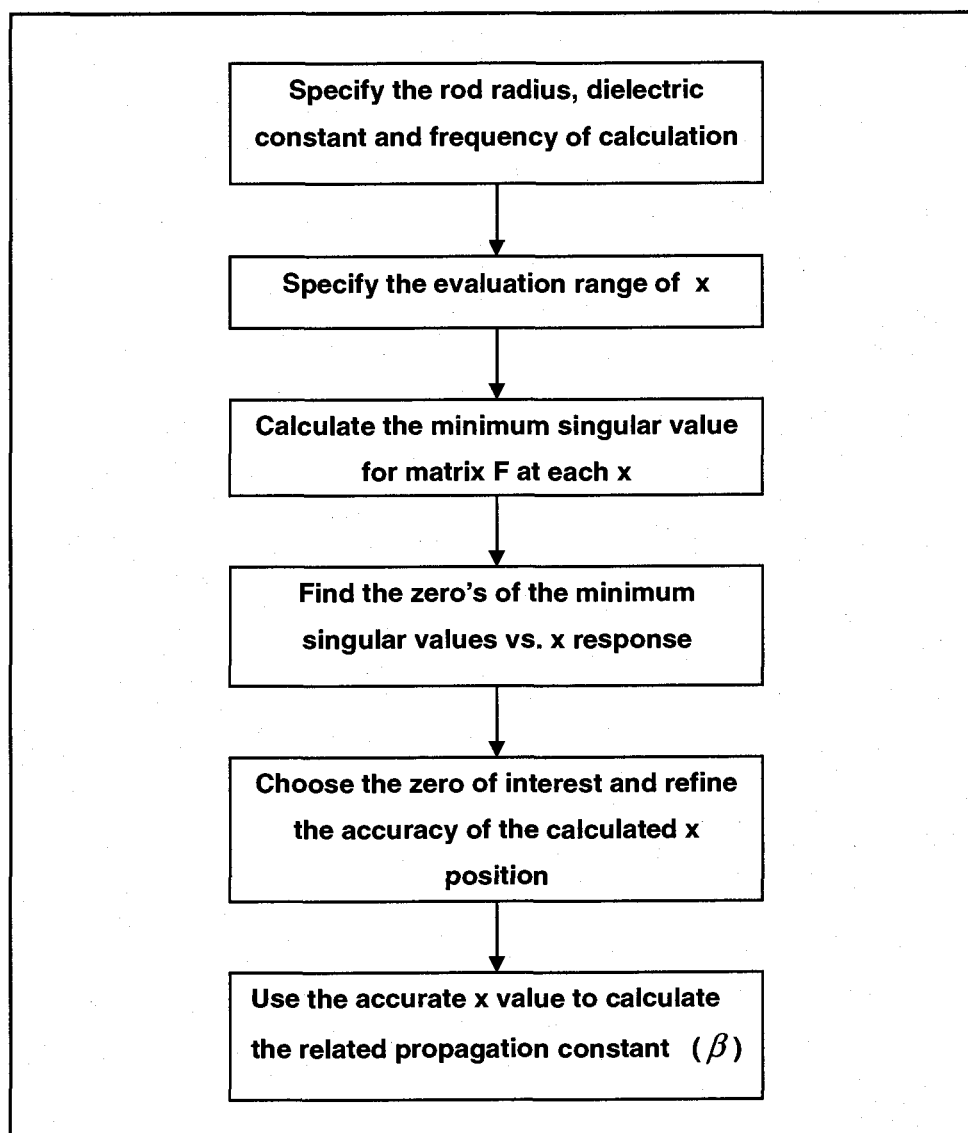 Specify the rod radius, dielectric
constant and frequency of calculation
Specify the evaluation range of x
Calculate the minimum singular value
for matrix F at each x
Find the zero's of the minimum
singular values vs. x response
Choose the zero of interest and refine
the accuracy of the calculated x
position
Use the accurate x value to calculate
the related propagation constant (β)